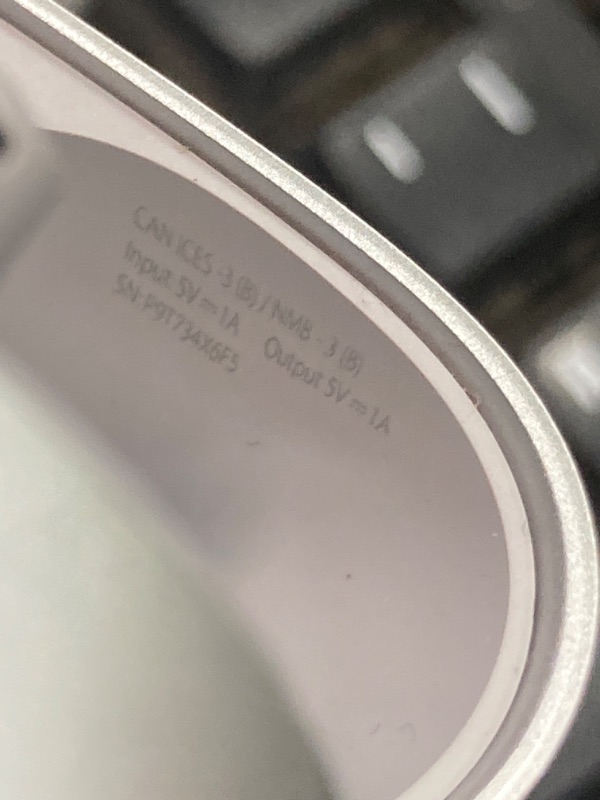 CAN ICES -3 (B) / NMB - 3 (B)
Input 5V ⎓ 1A Output 5V ⎓ 1A
SN P9T734X6F5